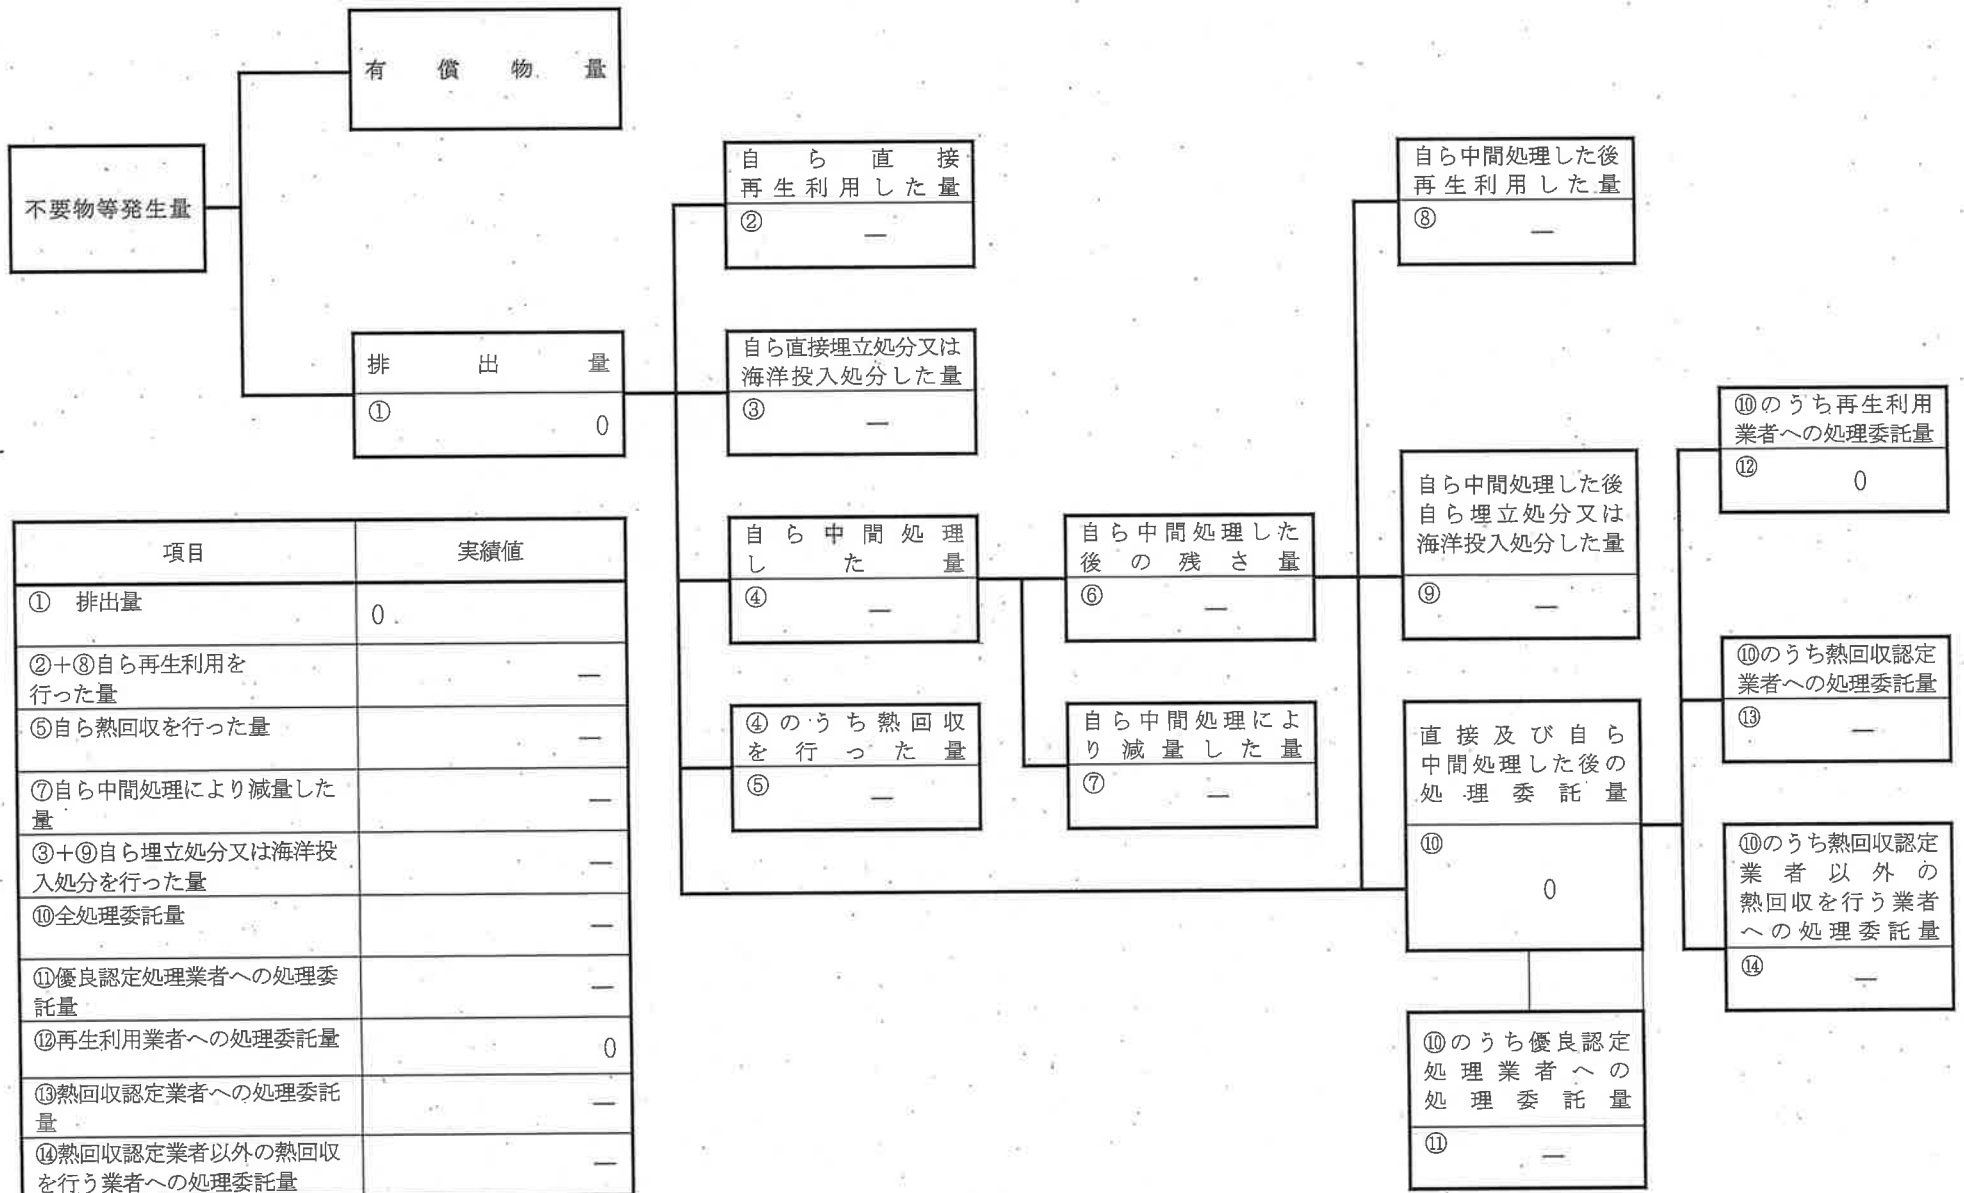 有償物量
不要物等発生量
排出量
①
0
自ら直接
再生利用した量
②
―
自ら直接埋立処分又は
海洋投入処分した量
③
―
自ら中間処理
した量
④
―
④のうち熱回収
を行った量
⑤
―
自ら中間処理した
後の残さ量
⑥
―
自ら中間処理によ
り減量した量
⑦
―
自ら中間処理した後
再生利用した量
⑧
―
自ら中間処理した後
自ら埋立処分又は
海洋投入処分した量
⑨
―
直接及び自ら
中間処理した後の
処理委託量
⑩
0
⑩のうち優良認定
処理業者への
処理委託量
⑪
―
⑩のうち再生利用
業者への処理委託量
⑫
0
⑩のうち熱回収認定
業者への処理委託量
⑬
―
⑩のうち熱回収認定
業者以外の
熱回収を行う業者
への処理委託量
⑭
―
項目 実績値
① 排出量 0
②+⑧自ら再生利用を
行った量 ―
⑤自ら熱回収を行った量 ―
⑦自ら中間処理により減量した
量 ―
③+⑨自ら埋立処分又は海洋投
入処分を行った量 ―
⑩全処理委託量 ―
⑪優良認定処理業者への処理委
託量 ―
⑫再生利用業者への処理委託量 0
⑬熱回収認定業者への処理委託
量 ―
⑭熱回収認定業者以外の熱回収
を行う業者への処理委託量 ―